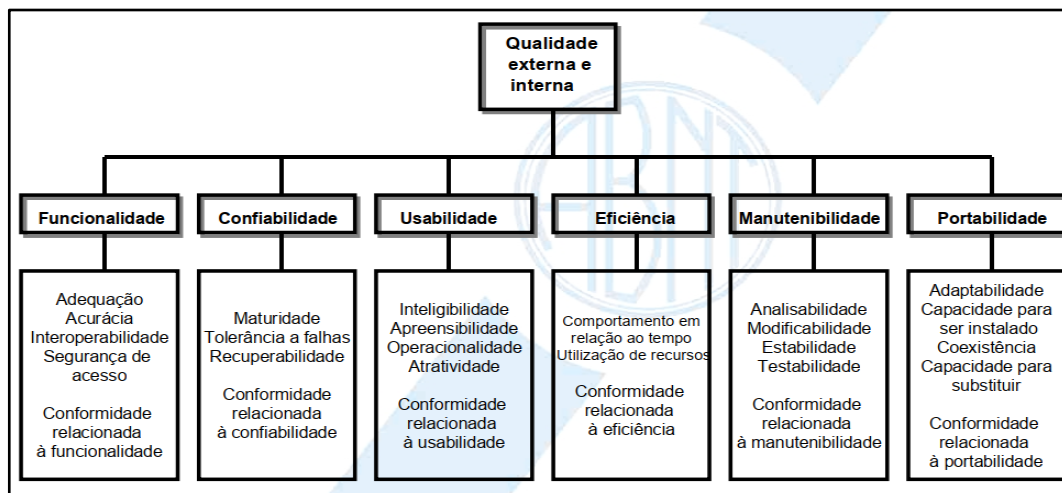 Qualidade
externa e
interna
ABNT
Funcionalidade
Confiabilidade
Usabilidade
Eficiência
Manutenibilidade
Portabilidade
Adequação
Acurácia
Interoperabilidade
Segurança de
acesso
Conformidade
relacionada
à funcionalidade
Maturidade
Tolerância a falhas
Recuperabilidade
Conformidade
relacionada
à confiabilidade
Inteligibilidade
Apreensibilidade
Operacionalidade
Atratividade
Conformidade
relacionada
à usabilidade
Comportamento em
relação ao tempo
Utilização de recursos
Conformidade
relacionada
à eficiência
Analisabilidade
Modificabilidade
Estabilidade
Testabilidade
Conformidade
relacionada
à manutenibilidade
Adaptabilidade
Capacidade para
ser instalado
Coexistência
Capacidade para
substituir
Conformidade
relacionada
à portabilidade